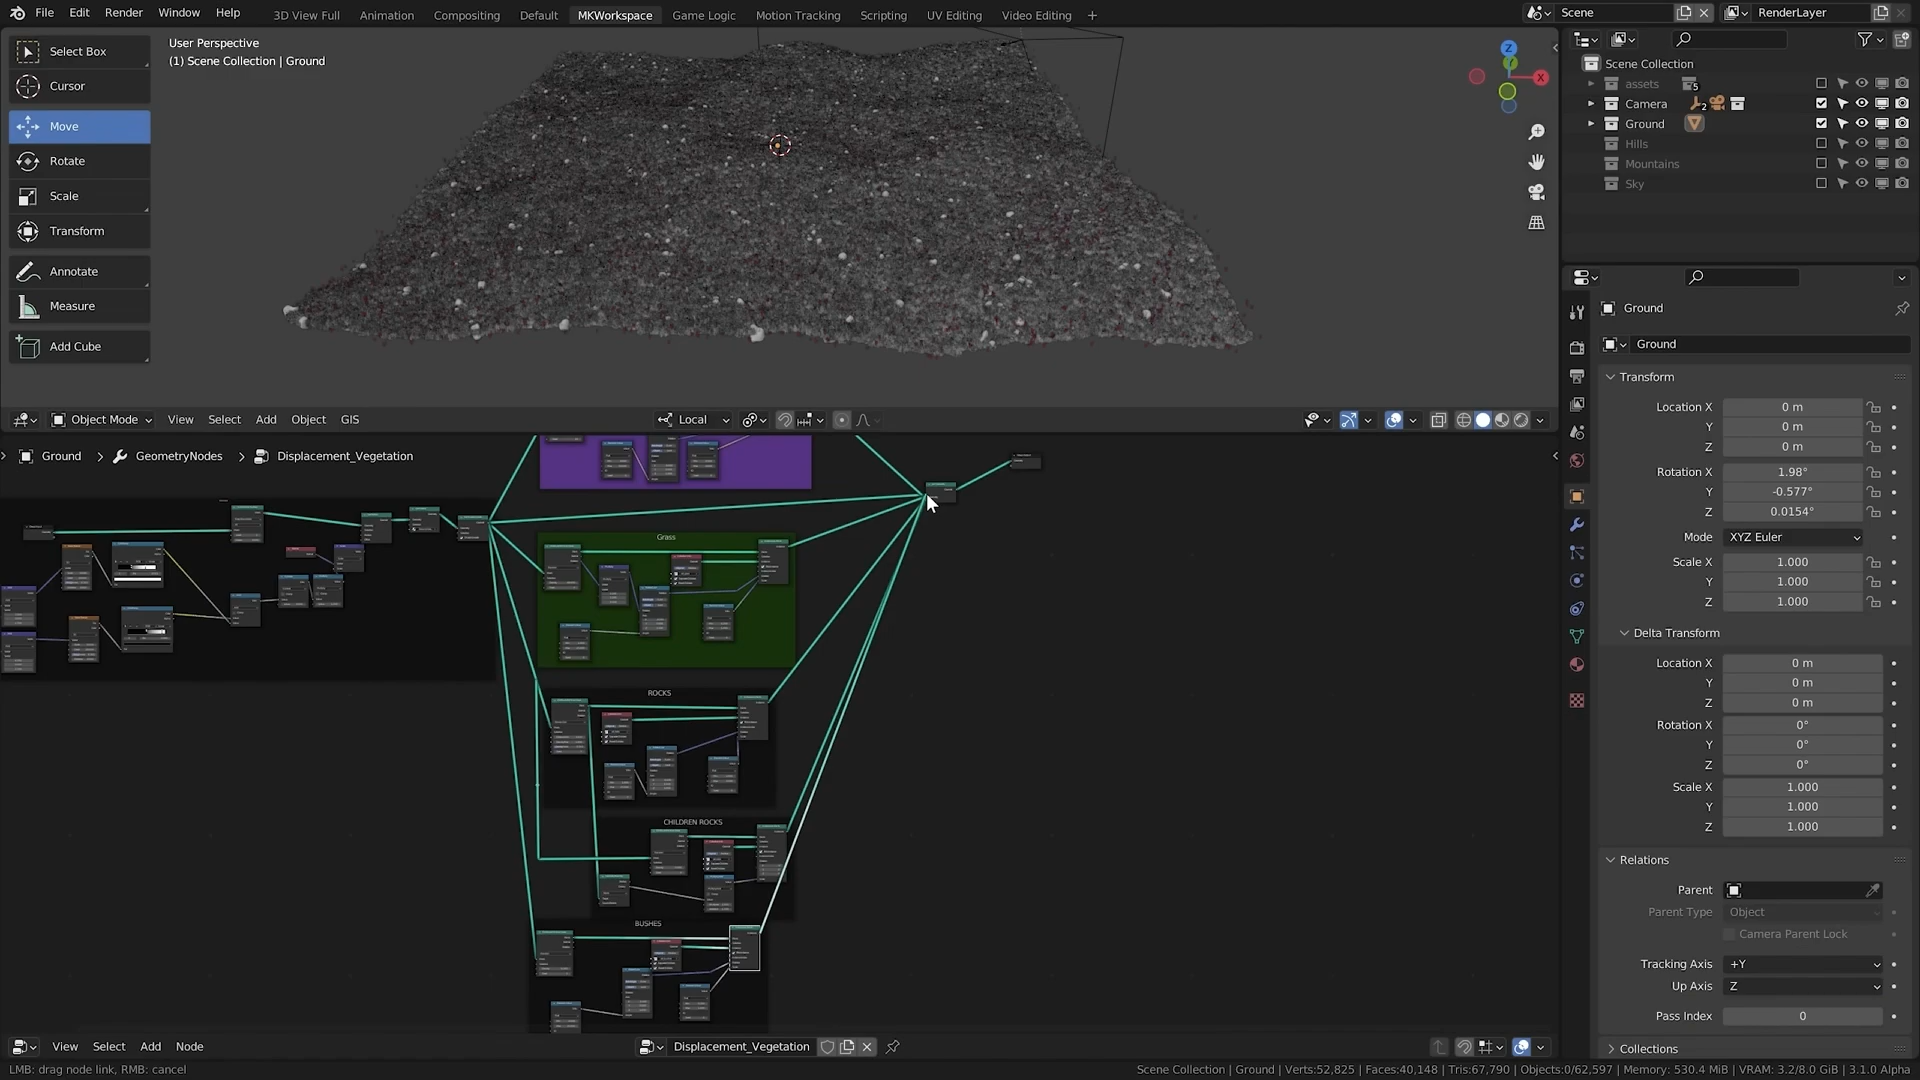 File Edit Render Window Help 3D View Full Animation Compositing Default MKWorkspace Game Logic Motion Tracking Scripting UV Editing Video Editing + Scene RenderLayer
Select Box
Cursor
Move
Rotate
Scale
Transform
Annotate
Measure
Add Cube
User Perspective
(1) Scene Collection | Ground
Z
X
Object Mode View Select Add Object GIS Local
Ground > GeometryNodes > Displacement_Vegetation
Grass
ROCKS
CHILDREN ROCKS
BUSHES
View Select Add Node Displacement_Vegetation
Scene Collection
assets 5
Camera 2
Ground
Hills
Mountains
Sky
Ground
Ground
Transform
Location X 0 m
Y 0 m
Z 0 m
Rotation X 1.98°
Y -0.577°
Z 0.0154°
Mode XYZ Euler
Scale X 1.000
Y 1.000
Z 1.000
Delta Transform
Location X 0 m
Y 0 m
Z 0 m
Rotation X 0°
Y 0°
Z 0°
Scale X 1.000
Y 1.000
Z 1.000
Relations
Parent
Parent Type Object
Camera Parent Lock
Tracking Axis +Y
Up Axis Z
Pass Index 0
Collections
LMB: drag node link, RMB: cancel
Scene Collection | Ground | Verts:52,825 | Faces:40,148 | Tris:67,790 | Objects:0/62,597 | Memory: 530.4 MiB | VRAM: 3.2/8.0 GiB | 3.1.0 Alpha